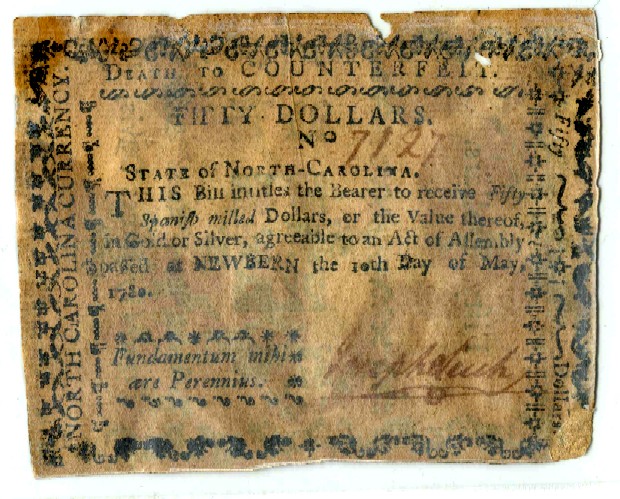 DEATH TO COUNTERFEIT.
FIFTY DOLLARS.
No 7127
STATE of NORTH-CAROLINA.
THIS Bill intitles the Bearer to receive Fifty
Spaniſh milled Dollars, or the Value thereof,
in Gold or Silver, agreeable to an Act of Aſſembly
paſſed at NEWBERN the 10th Day of May,
1780.
Fundamentum mihi
ære Perennius.
NORTH CAROLINA CURRENCY.
Fifty
Dollars